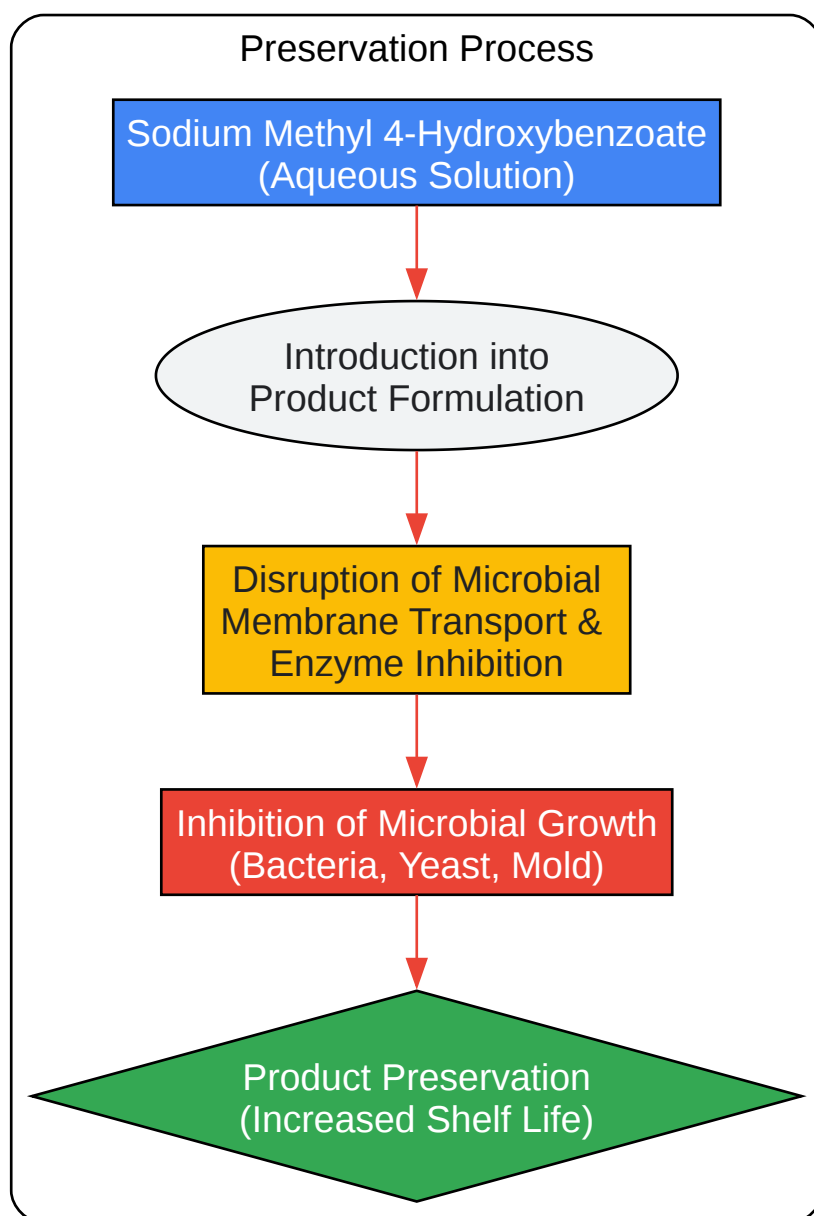 Preservation Process
Sodium Methyl 4-Hydroxybenzoate
(Aqueous Solution)
Introduction into
Product Formulation
Disruption of Microbial
Membrane Transport &
Enzyme Inhibition
Inhibition of Microbial Growth
(Bacteria, Yeast, Mold)
Product Preservation
(Increased Shelf Life)